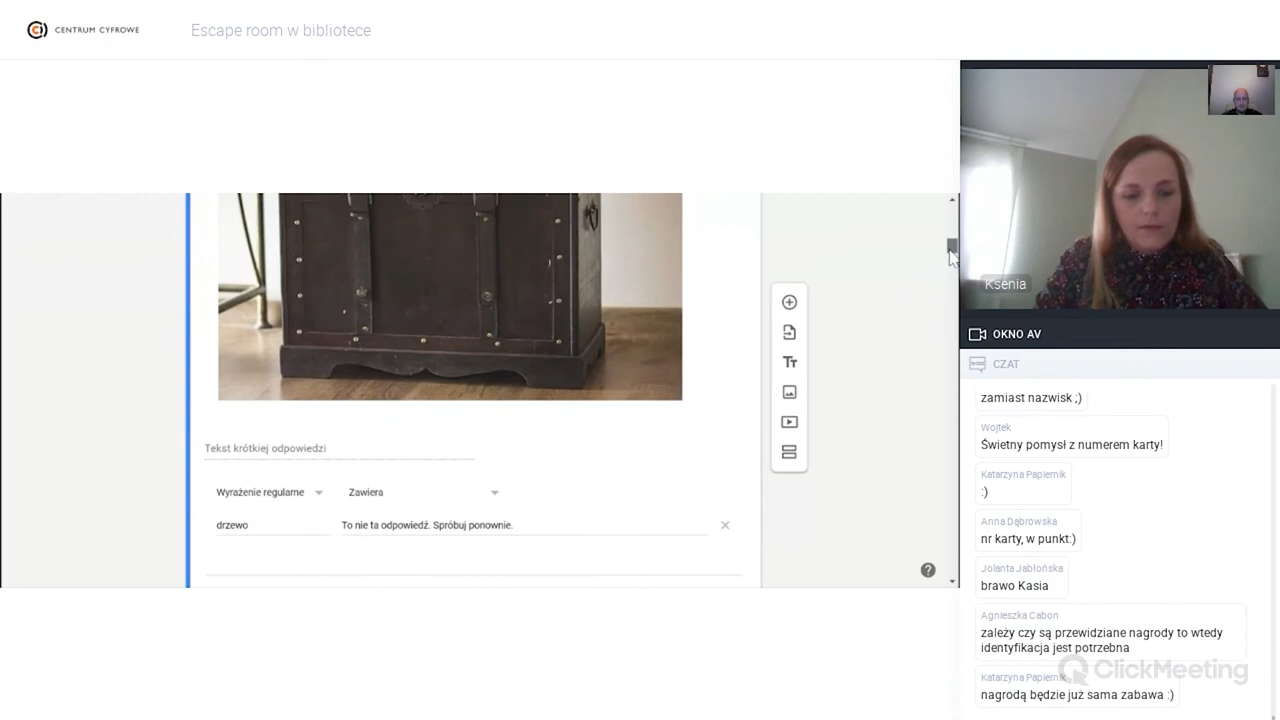 CENTRUM CYFROWE
Escape room w bibliotece
Tekst krótkiej odpowiedzi
Wyrażenie regularne
Zawiera
drzewo
To nie ta odpowiedź. Spróbuj ponownie.
Tt
?
Ksenia
OKNO AV
CZAT
zamiast nazwisk ;)
Wojtek
Świetny pomysł z numerem karty!
Katarzyna Papiernik
:)
Anna Dąbrowska
nr karty, w punkt:)
Jolanta Jabłońska
brawo Kasia
Agnieszka Cabon
zależy czy są przewidziane nagrody to wtedy
identyfikacja jest potrzebna
Katarzyna Papiernik
nagrodą będzie już sama zabawa :)
ClickMeeting